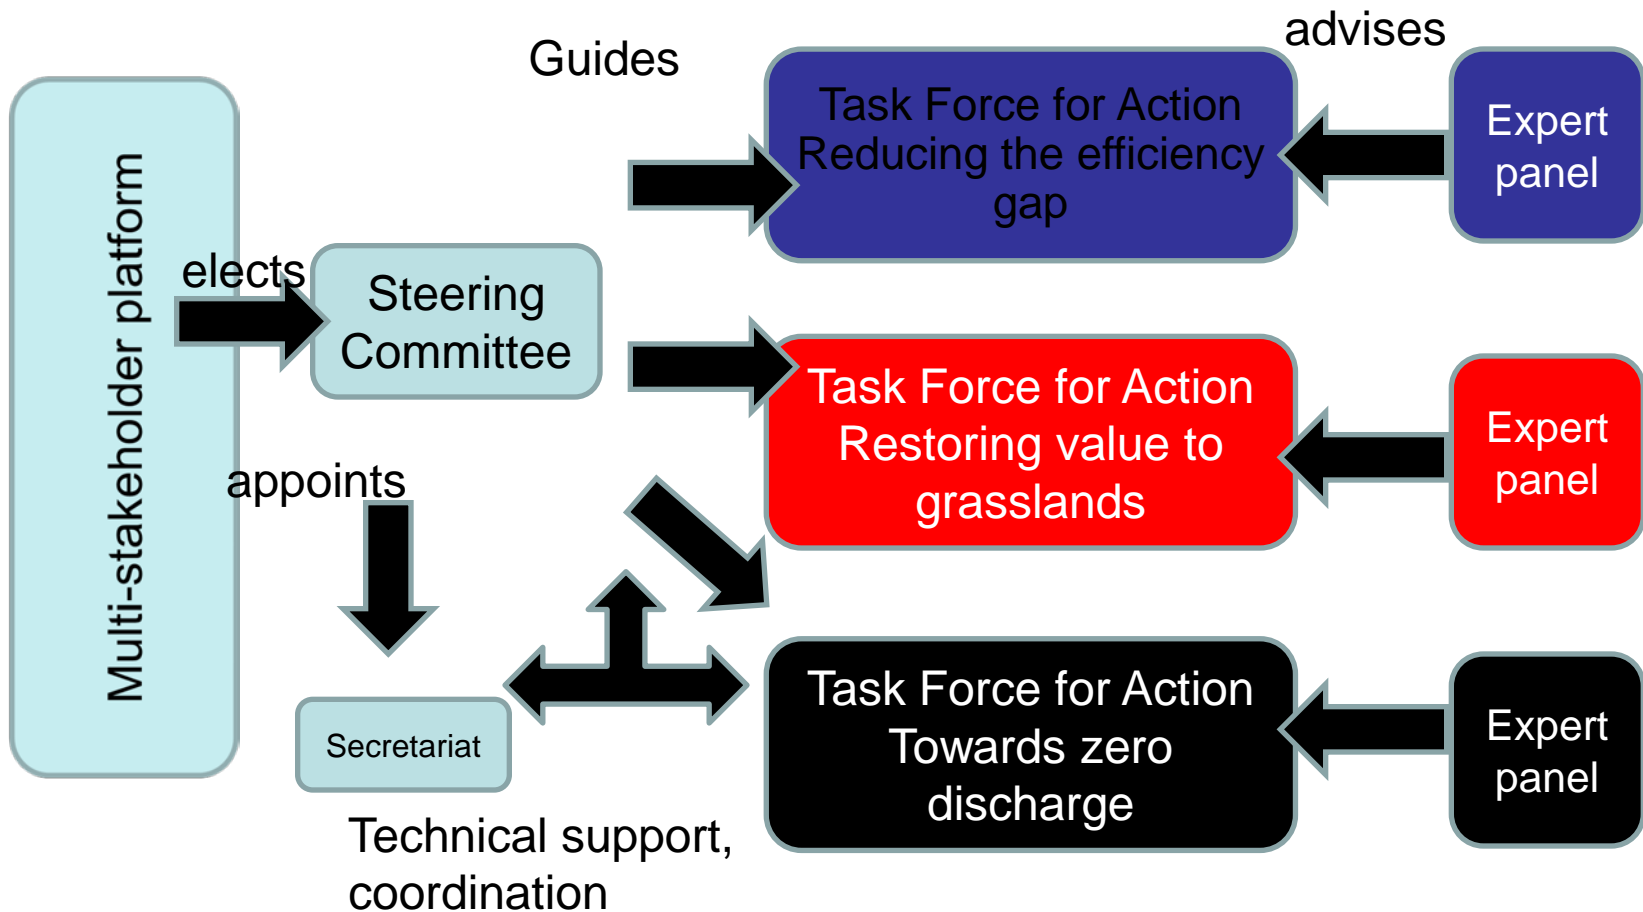 Multi-stakeholder platform
elects
Steering
Committee
appoints
Secretariat
Technical support,
coordination
Guides
Task Force for Action
Reducing the efficiency
gap
Task Force for Action
Restoring value to
grasslands
Task Force for Action
Towards zero
discharge
advises
Expert
panel
Expert
panel
Expert
panel